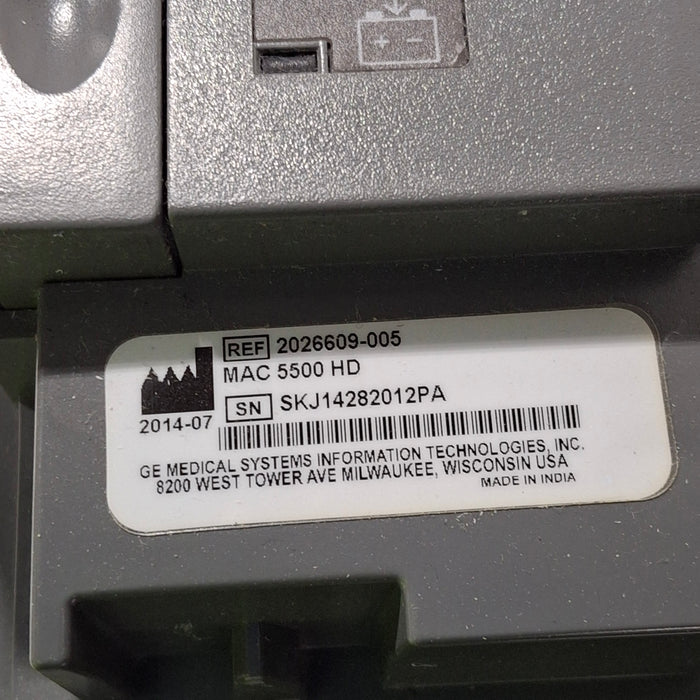 REF 2026609-005
MAC 5500 HD
2014-07
SN SKJ14282012PA
GE MEDICAL SYSTEMS INFORMATION TECHNOLOGIES, INC.
8200 WEST TOWER AVE MILWAUKEE, WISCONSIN USA
MADE IN INDIA